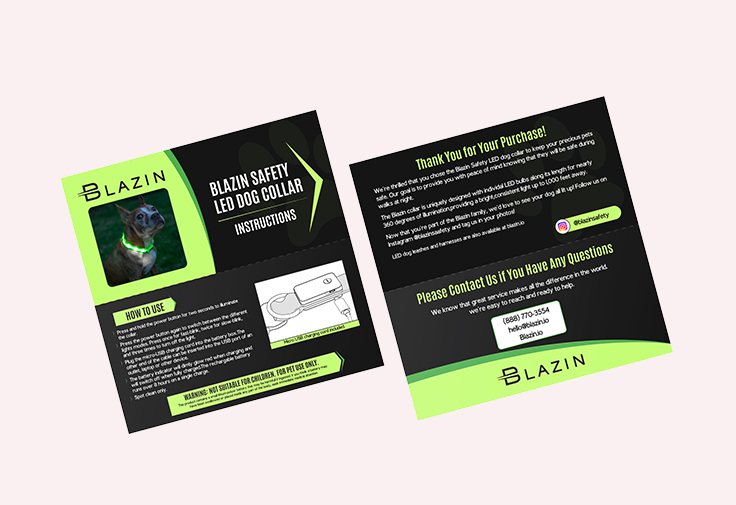 BLAZIN
BLAZIN SAFETY
LED DOG COLLAR
INSTRUCTIONS
HOW TO USE
Press and hold the power button for two seconds to illuminate
the collar.
Press the power button again to switch between the different
lights modes. Press once for fast-blink, twice for slow-blink,
and three times to turn off the light.
Plug the micro-USB charging cord into the battery box. The
other end of the cable can be inserted into the USB port of an
outlet, laptop or other device.
The battery indicator will dimly glow red when charging and
will switch off when fully charged. The rechargeable battery
runs over 8 hours on a single charge.
Spot clean only.
Micro USB charging cord included.
WARNING: NOT SUITABLE FOR CHILDREN. FOR PET USE ONLY.
Thank You for Your Purchase!
We're thrilled that you chose the Blazin Safety LED dog collar to keep your precious pets
safe. Our goal is to provide you with peace of mind knowing that they will be safe during
walks at night.
The Blazin collar is uniquely designed with individal LED bulbs along its length for nearly
360 degrees of illumination,providing a bright,consistent light up to 1,000 feet away.
Now that you're part of the Blazin family, we'd love to see your dog all lit up! Follow us on
Instagram @blazinsafety and tag us in your photos!
LED dog leashes and harnesses are also available at blazin.io
@blazinsafety
Please Contact Us if You Have Any Questions
We know that great service makes all the difference in the world.
we're easy to reach and ready to help.
(888) 770-3554
hello@blazin.io
Blazin.io
BLAZIN